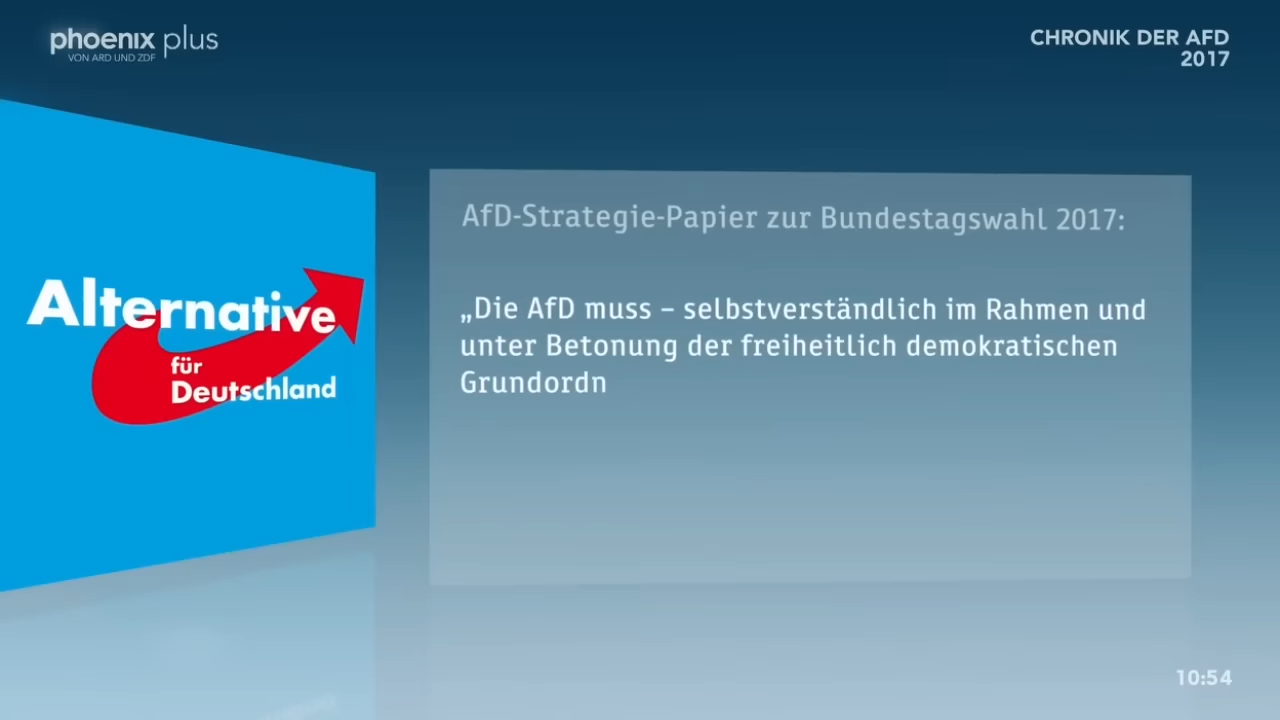 phoenix plus
VON ARD UND ZDF
CHRONIK DER AFD
2017
Alternative
für
Deutschland
AfD-Strategie-Papier zur Bundestagswahl 2017:
„Die AfD muss – selbstverständlich im Rahmen und
unter Betonung der freiheitlich demokratischen
Grundordn
10:54